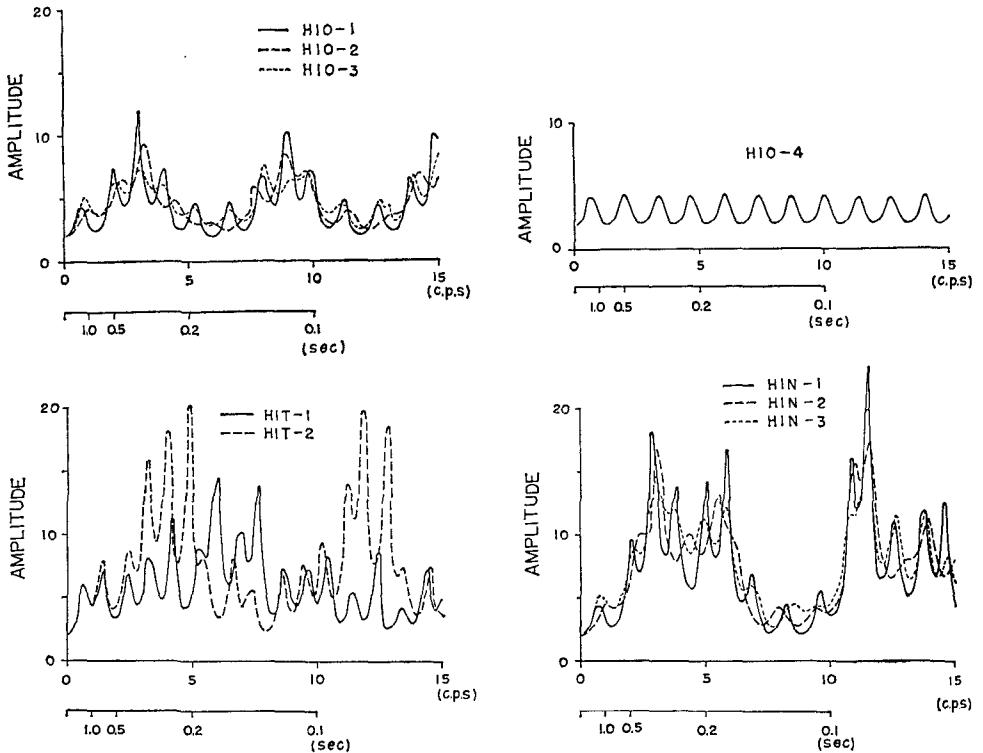 AMPLITUDE
20
10
0
HIO-1
HIO-2
HIO-3
0 5 10 15
(c.p.s)
1.0 0.5 0.2 0.1
(sec)
AMPLITUDE
10
0
HIO-4
0 5 10 15
(c.p.s)
1.0 0.5 0.2 0.1
(sec)
AMPLITUDE
20
10
0
HIT-1
HIT-2
0 5 10 15
(c.p.s)
1.0 0.5 0.2 0.1
(sec)
AMPLITUDE
20
10
0
HIN-1
HIN-2
HIN-3
0 5 10 15
(c.p.s)
1.0 0.5 0.2 0.1
(sec)